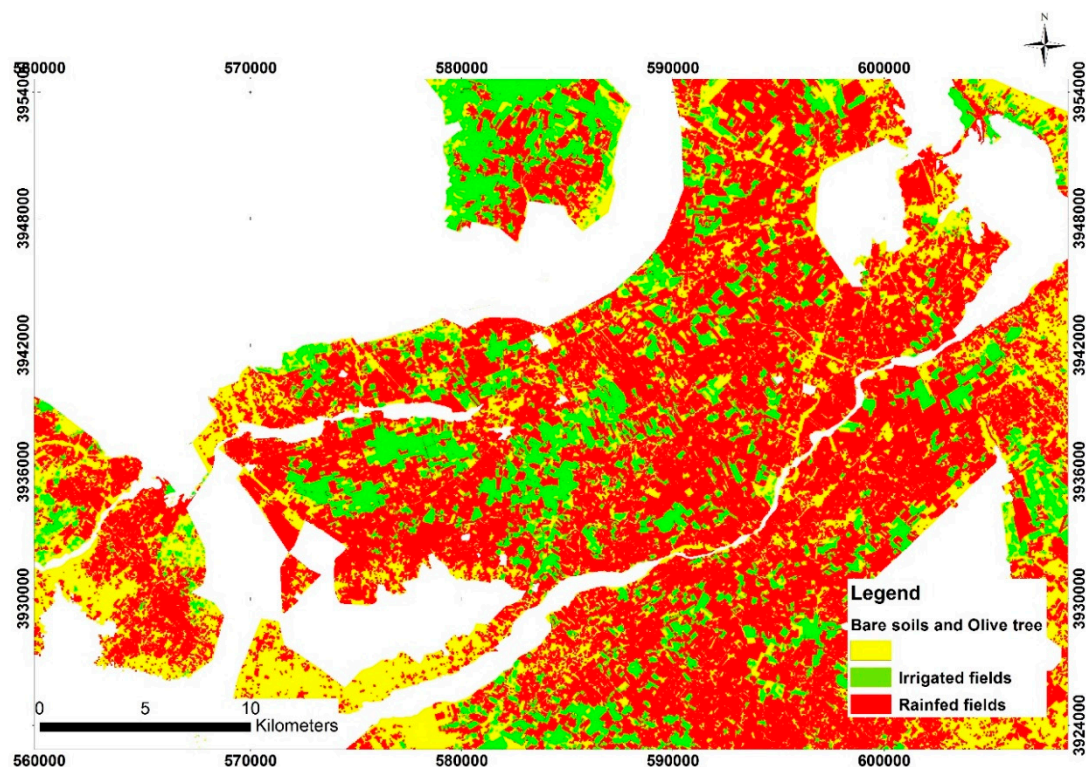 N
560000 570000 580000 590000 600000
3954000 3954000
3948000 3948000
3942000 3942000
3936000 3936000
3930000 3930000
3924000
Legend
Bare soils and Olive tree
Irrigated fields
Rainfed fields
0 5 10
Kilometers
560000 570000 580000 590000 600000